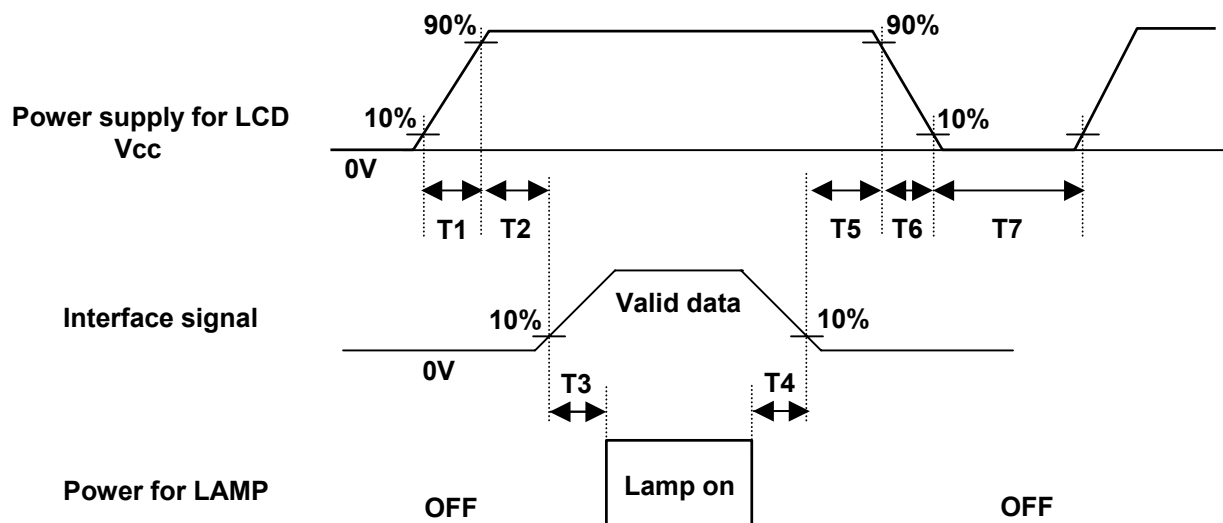 90%
90%
Power supply for LCD
Vcc
10%
10%
0V
T1
T2
T5
T6
T7
Interface signal
Valid data
10%
10%
0V
T3
T4
Power for LAMP
Lamp on
OFF
OFF